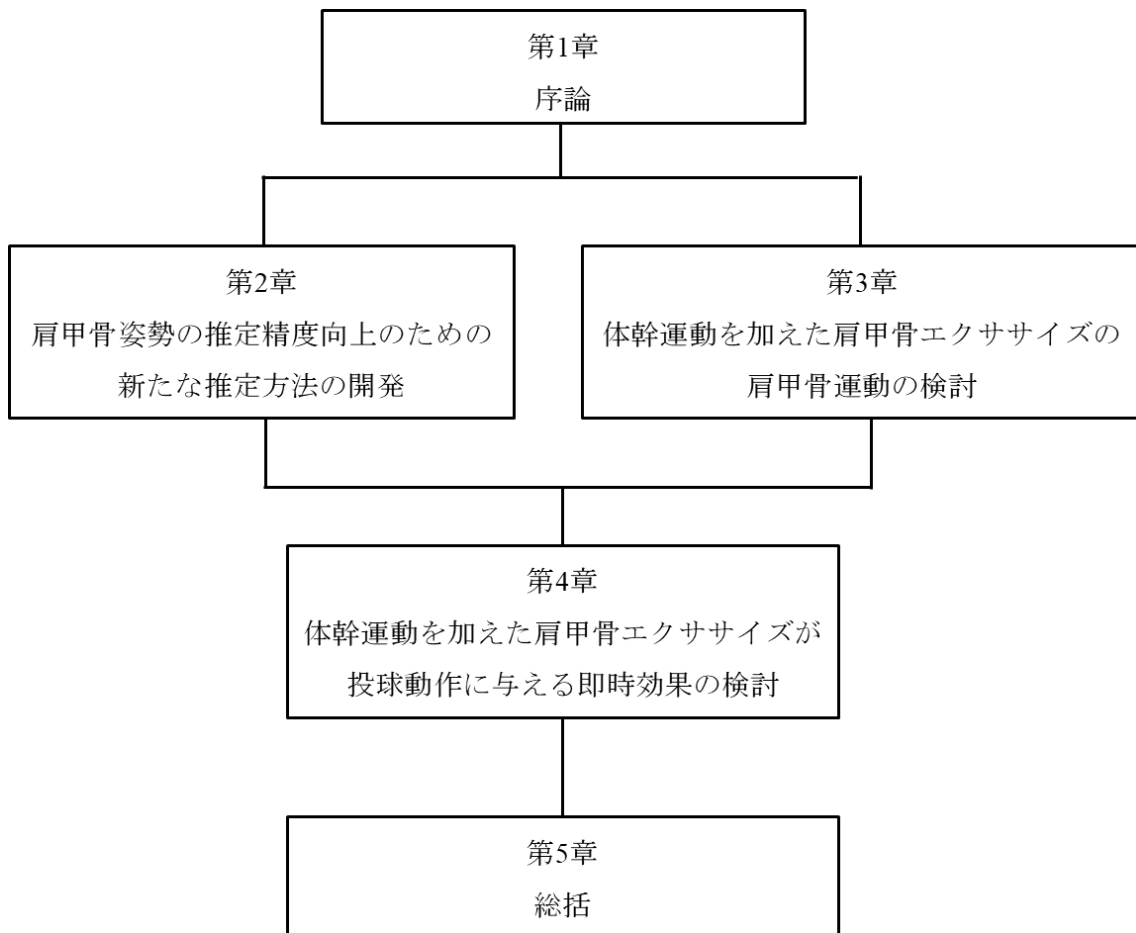 第1章
序論
第2章
肩甲骨姿勢の推定精度向上のための
新たな推定方法の開発
第3章
体幹運動を加えた肩甲骨エクササイズの
肩甲骨運動の検討
第4章
体幹運動を加えた肩甲骨エクササイズが
投球動作に与える即時効果の検討
第5章
総括